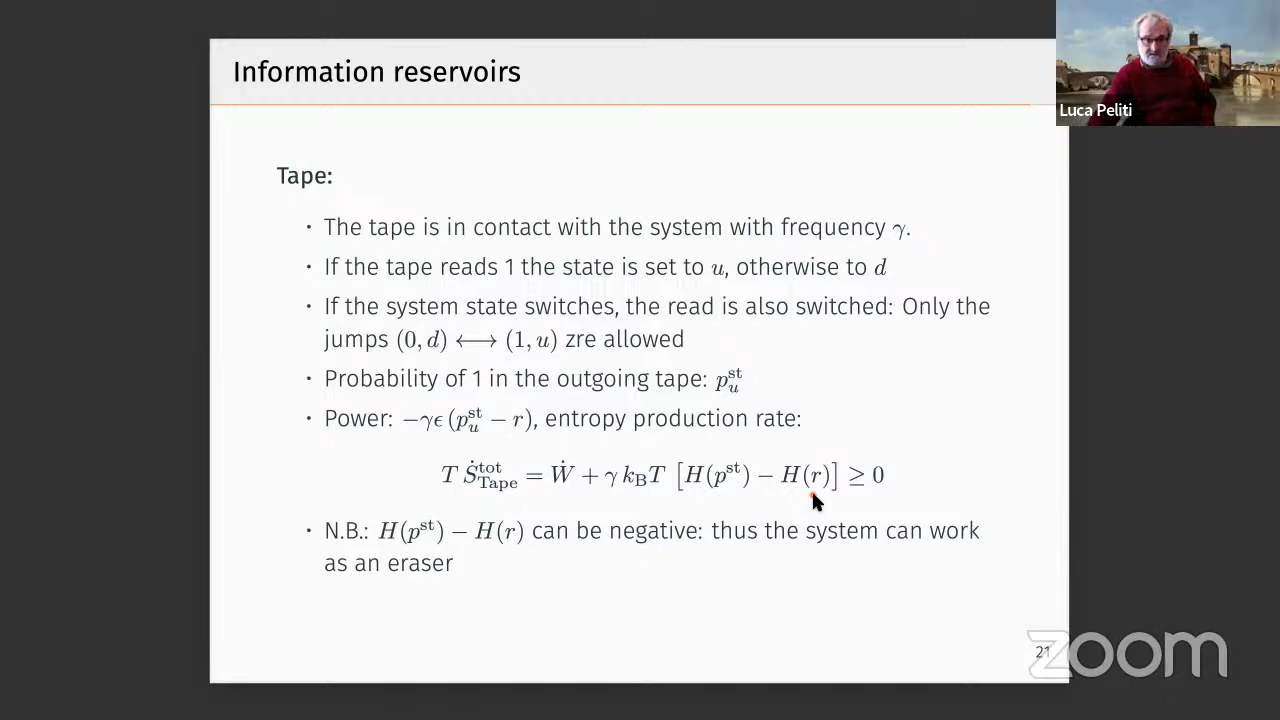 Information reservoirs
Luca Peliti
Tape:
· The tape is in contact with the system with frequency γ.
· If the tape reads 1 the state is set to u, otherwise to d
· If the system state switches, the read is also switched: Only the
jumps (0, d) ⟷ (1, u) zre allowed
· Probability of 1 in the outgoing tape: p_u^st
· Power: −γϵ (p_u^st − r), entropy production rate:
T Ṡ_Tape^tot = Ẇ + γ k_B T [H(p^st) − H(r)] ≥ 0
· N.B.: H(p^st) − H(r) can be negative: thus the system can work
as an eraser
21
zoom